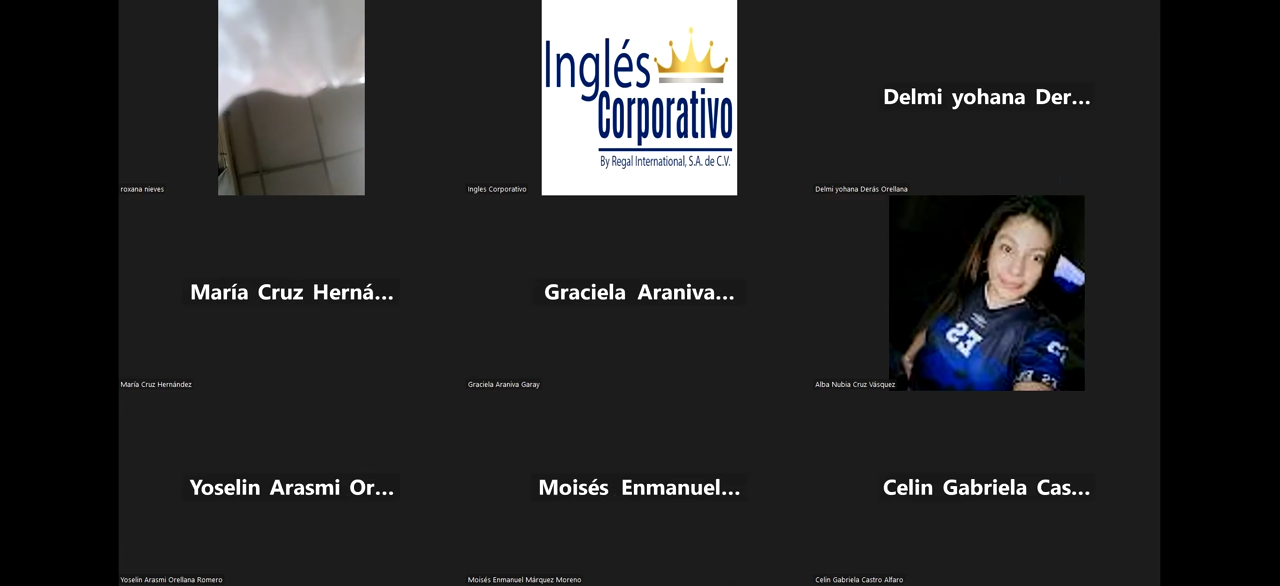 Inglés
Corporativo
By Regal International, S.A. de C.V.
Delmi yohana Der...
roxana nieves
Ingles Corporativo
Delmi yohana Derás Orellana
María Cruz Herná...
Graciela Araniva...
María Cruz Hernández
Graciela Araniva Garay
Alba Nubia Cruz Vásquez
Yoselin Arasmi Or...
Moisés Enmanuel...
Celin Gabriela Cas...
Yoselin Arasmi Orellana Romero
Moisés Enmanuel Márquez Moreno
Celin Gabriela Castro Alfaro